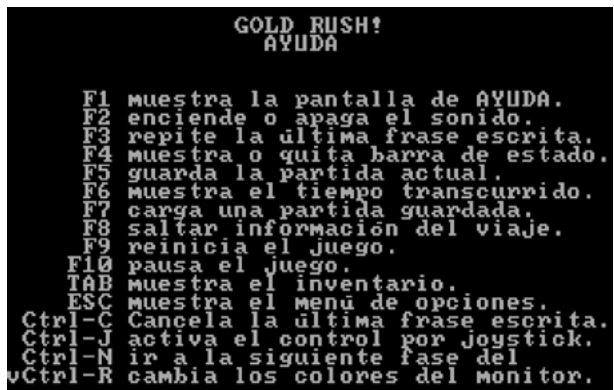 GOLD RUSH!
AYUDA
F1 muestra la pantalla de AYUDA.
F2 enciende o apaga el sonido.
F3 repite la última frase escrita.
F4 muestra o quita barra de estado.
F5 guarda la partida actual.
F6 muestra el tiempo transcurrido.
F7 carga una partida guardada.
F8 saltar información del viaje.
F9 reinicia el juego.
F10 pausa el juego.
TAB muestra el inventario.
ESC muestra el menú de opciones.
Ctrl-C Cancela la última frase escrita.
Ctrl-J activa el control por joystick.
Ctrl-N ir a la siguiente fase del
vCtrl-R cambia los colores del monitor.